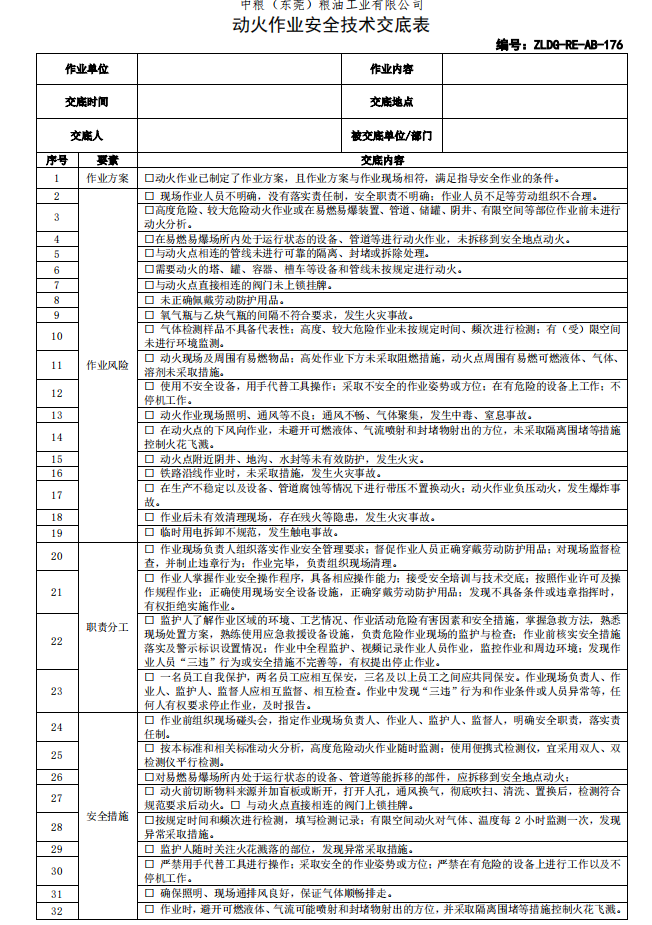 中粮（东莞）粮油工业有限公司
动火作业安全技术交底表
编号：ZLDG-RE-AB-176
作业单位 作业内容
交底时间 交底地点
交底人 被交底单位/部门
序号 要素 交底内容
1 作业方案 □动火作业已制定了作业方案，且作业方案与作业现场相符，满足指导安全作业的条件。
2 □ 现场作业人员不明确，没有落实责任制，安全职责不明确；作业人员不足等劳动组织不合理。
3 □高度危险、较大危险动火作业或在易燃易爆装置、管道、储罐、阴井、有限空间等部位作业前未进行
动火分析。
4 □在易燃易爆场所内处于运行状态的设备、管道等进行动火作业，未拆移到安全地点动火。
5 □与动火点相连的管线未进行可靠的隔离、封堵或拆除处理。
6 □需要动火的塔、罐、容器、槽车等设备和管线未按规定进行动火。
7 □与动火点直接相连的阀门未上锁挂牌。
8 □ 未正确佩戴劳动防护用品。
9 □ 氧气瓶与乙炔气瓶的间隔不符合要求，发生火灾事故。
10 □ 气体检测样品不具备代表性；高度、较大危险作业未按规定时间、频次进行检测；有（受）限空间
未进行环境监测。
11 作业风险 □ 动火现场及周围有易燃物品；高处作业下方未采取阻燃措施，动火点周围有易燃可燃液体、气体、
溶剂未采取措施。
12 □ 使用不安全设备，用手代替工具操作；采取不安全的作业姿势或方位；在有危险的设备上工作；不
停机工作。
13 □ 动火作业现场照明、通风等不良；通风不畅、气体聚集，发生中毒、窒息事故。
14 □ 在动火点的下风向作业，未避开可燃液体、气流喷射和封堵物射出的方位，未采取隔离围堵等措施
控制火花飞溅。
15 □ 动火点附近阴井、地沟、水封等未有效防护，发生火灾。
16 □ 铁路沿线作业时，未采取措施，发生火灾事故。
17 □ 在生产不稳定以及设备、管道腐蚀等情况下进行带压不置换动火；动火作业负压动火，发生爆炸事
故。
18 □ 作业后未有效清理现场，存在残火等隐患，发生火灾事故。
19 □ 临时用电拆卸不规范，发生触电事故。
20 □ 作业现场负责人组织落实作业安全管理要求；督促作业人员正确穿戴劳动防护用品；对现场监督检
查，并制止违章行为；作业完毕，负责组织现场清理。
21 □ 作业人掌握作业安全操作程序，具备相应操作能力；接受安全培训与技术交底；按照作业许可及操
作规程作业；正确使用现场安全设备设施，正确穿戴劳动防护用品；发现不具备条件或违章指挥时，
有权拒绝实施作业。
22 职责分工 □ 监护人了解作业区域的环境、工艺情况、作业活动危险有害因素和安全措施，掌握急救方法，熟悉
现场处置方案，熟练使用应急救援设备设施，负责危险作业现场的监护与检查；作业前核实安全措施
落实及警示标识设置情况；作业中全程监护、视频记录作业人员作业，监控作业和周边环境；发现作
业人员“三违”行为或安全措施不完善等，有权提出停止作业。
23 □ 一名员工自我保护，两名员工应相互保安，三名及以上员工之间应共同保安。作业现场负责人、作
业人、监护人、监督人应相互监督、相互检查。作业中发现“三违”行为和作业条件或人员异常等，任
何人有权要求停止作业，及时报告。
24 □ 作业前组织现场碰头会，指定作业现场负责人、作业人、监护人、监督人，明确安全职责，落实责
任制。
25 □ 按本标准和相关标准动火分析，高度危险动火作业随时监测；使用便携式检测仪，宜采用双人、双
检测仪平行检测。
26 □对易燃易爆场所内处于运行状态的设备、管道等能拆移的部件，应拆移到安全地点动火；
27 □ 动火前切断物料来源并加盲板或断开，打开人孔，通风换气，彻底吹扫、清洗、置换后，检测符合
规范要求后动火。□ 与动火点直接相连的阀门上锁挂牌。
28 安全措施 □按规定时间和频次进行检测，填写检测记录；有限空间动火对气体、温度每 2 小时监测一次，发现
异常采取措施。
29 □ 监护人随时关注火花溅落的部位，发现异常采取措施。
30 □ 严禁用手代替工具进行操作；采取安全的作业姿势或方位；严禁在有危险的设备上进行工作以及不
停机工作。
31 □ 确保照明、现场通排风良好，保证气体顺畅排走。
32 □ 作业时，避开可燃液体、气流可能喷射和封堵物射出的方位，并采取隔离围堵等措施控制火花飞溅。